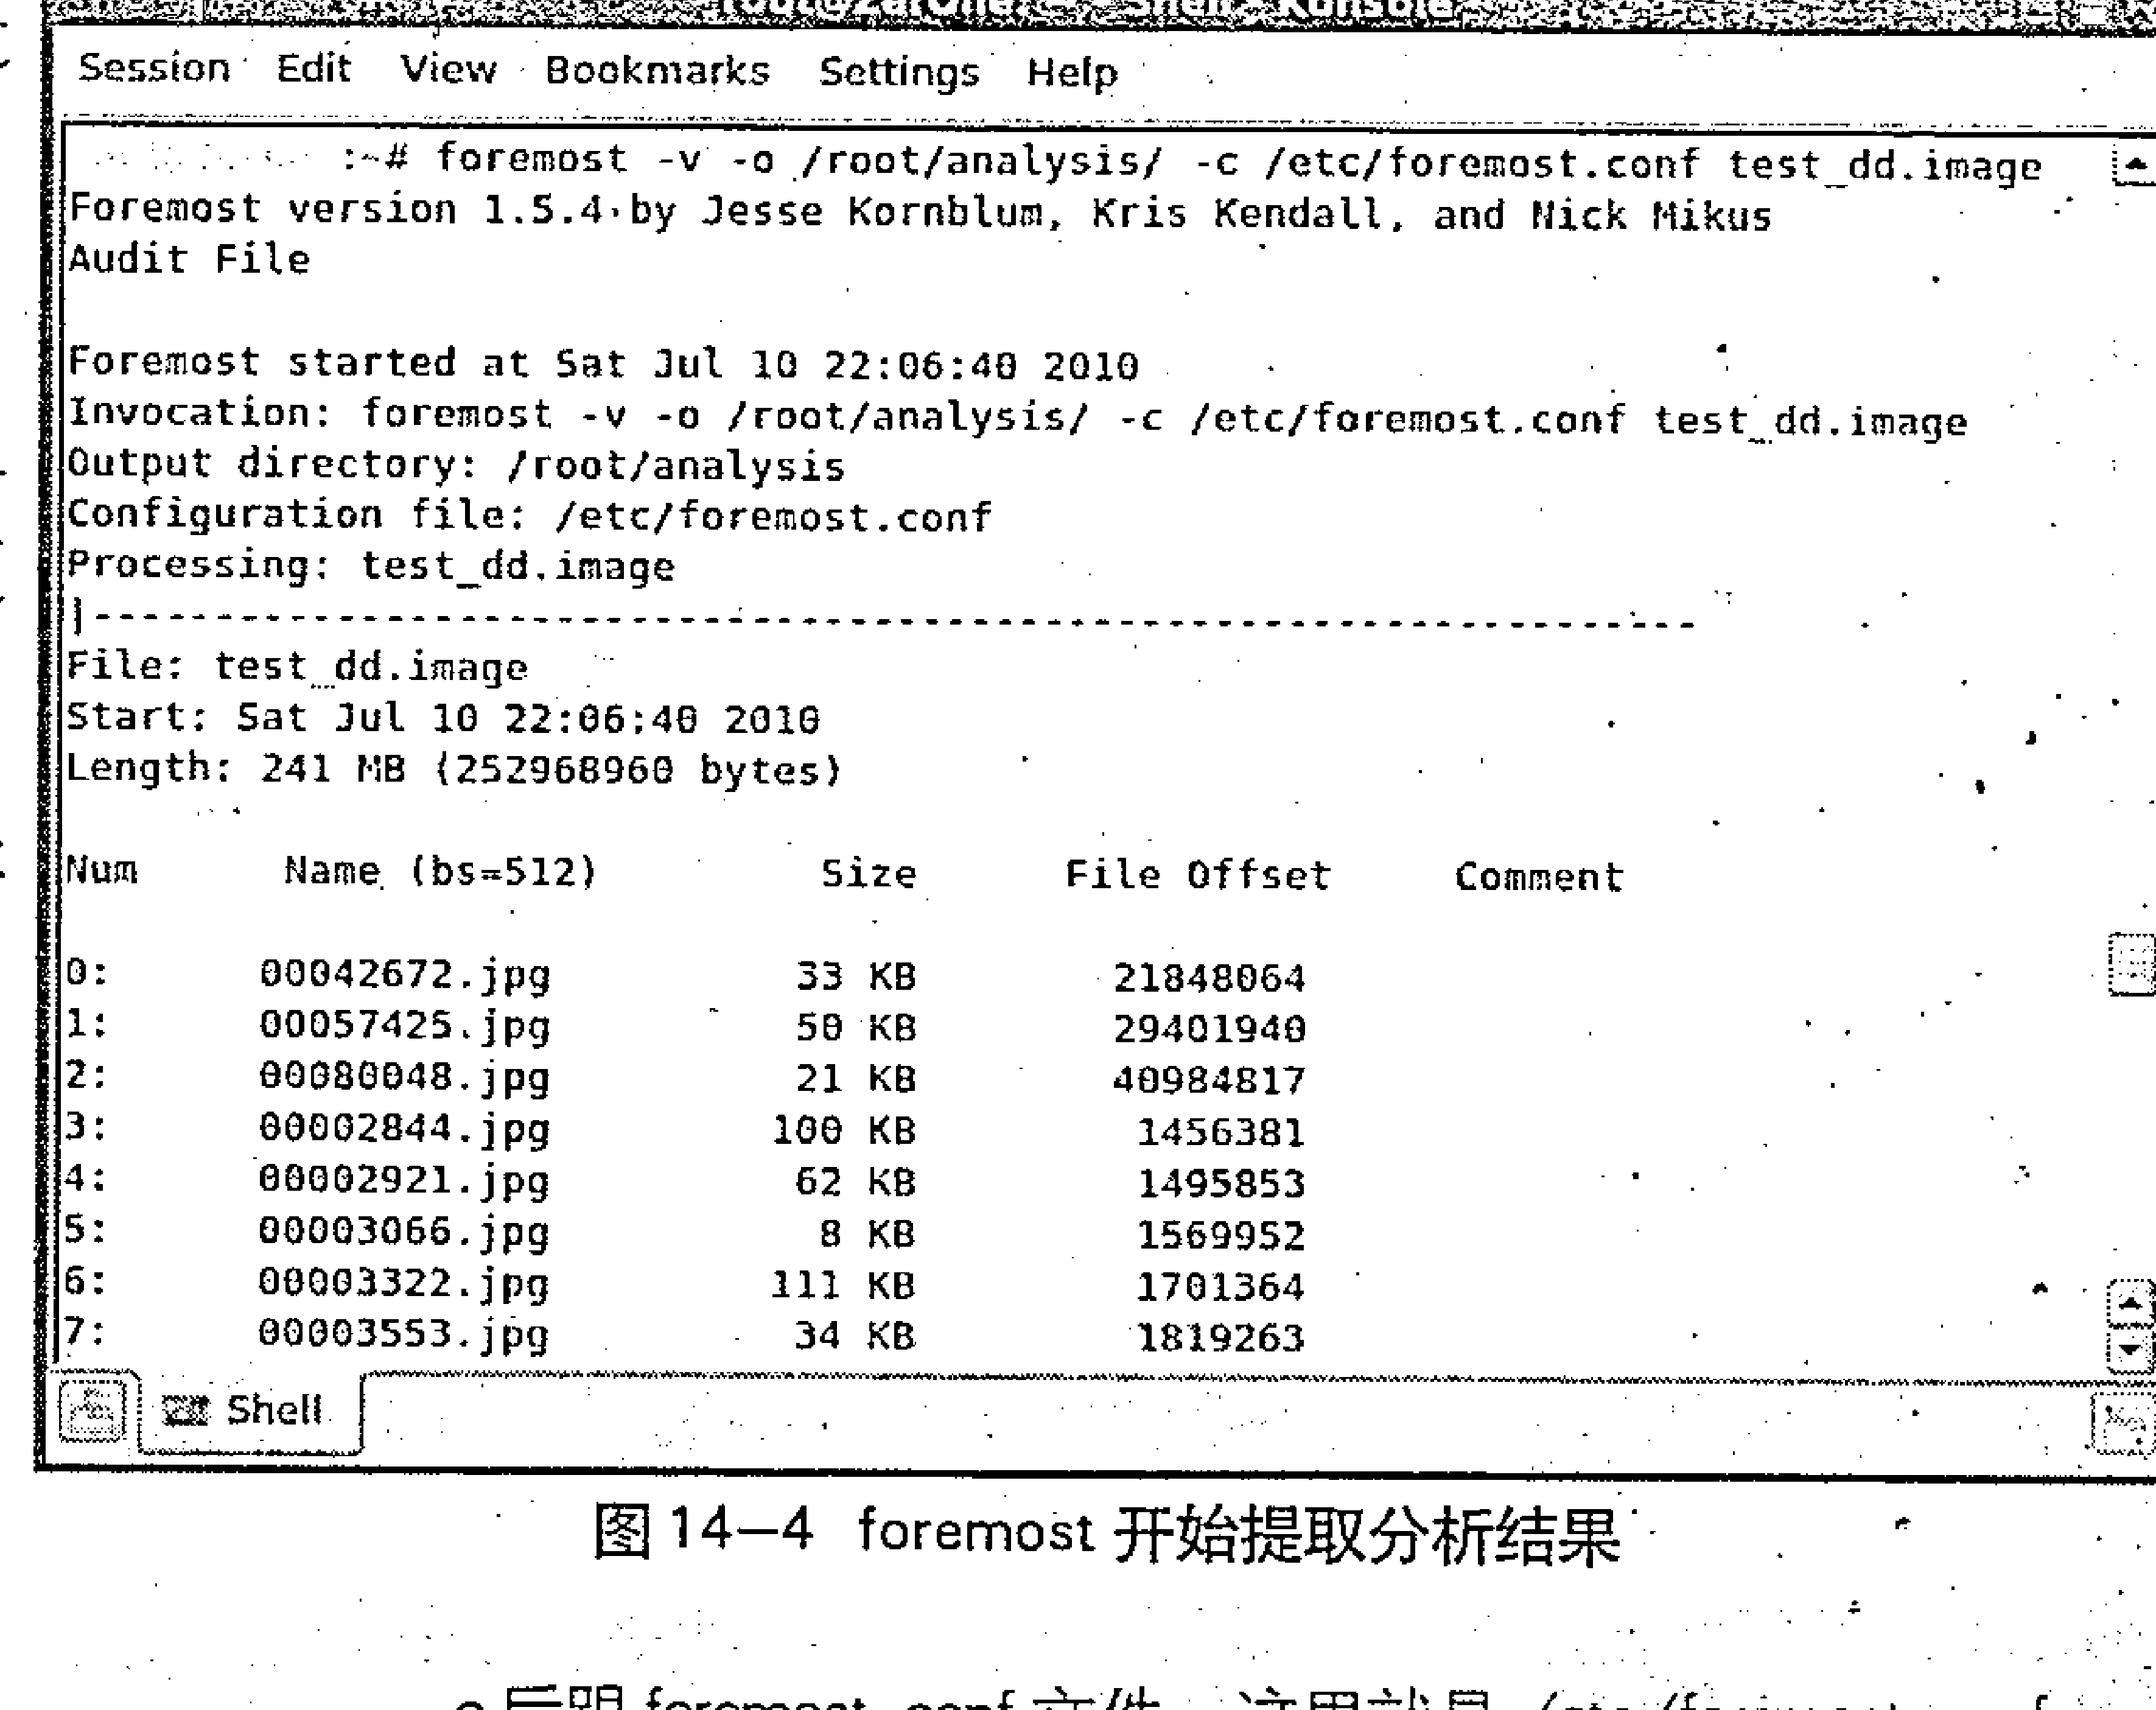 Shell - Konsole
Session Edit View Bookmarks Settings Help
:~# foremost -v -o /root/analysis/ -c /etc/foremost.conf test_dd.image
Foremost version 1.5.4 by Jesse Kornblum, Kris Kendall, and Nick Mikus
Audit File
Foremost started at Sat Jul 10 22:06:40 2010
Invocation: foremost -v -o /root/analysis/ -c /etc/foremost.conf test_dd.image
Output directory: /root/analysis
Configuration file: /etc/foremost.conf
Processing: test_dd.image
|------------------------------------------------------------------
File: test_dd.image
Start: Sat Jul 10 22:06:40 2010
Length: 241 MB (252968960 bytes)
Num Name (bs=512) Size File Offset Comment
0: 00042672.jpg 33 KB 21848064
1: 00057425.jpg 50 KB 29401940
2: 00080048.jpg 21 KB 40984817
3: 00002844.jpg 100 KB 1456381
4: 00002921.jpg 62 KB 1495853
5: 00003066.jpg 8 KB 1569952
6: 00003322.jpg 111 KB 1701364
7: 00003553.jpg 34 KB 1819263
Shell
图 14—4 foremost 开始提取分析结果